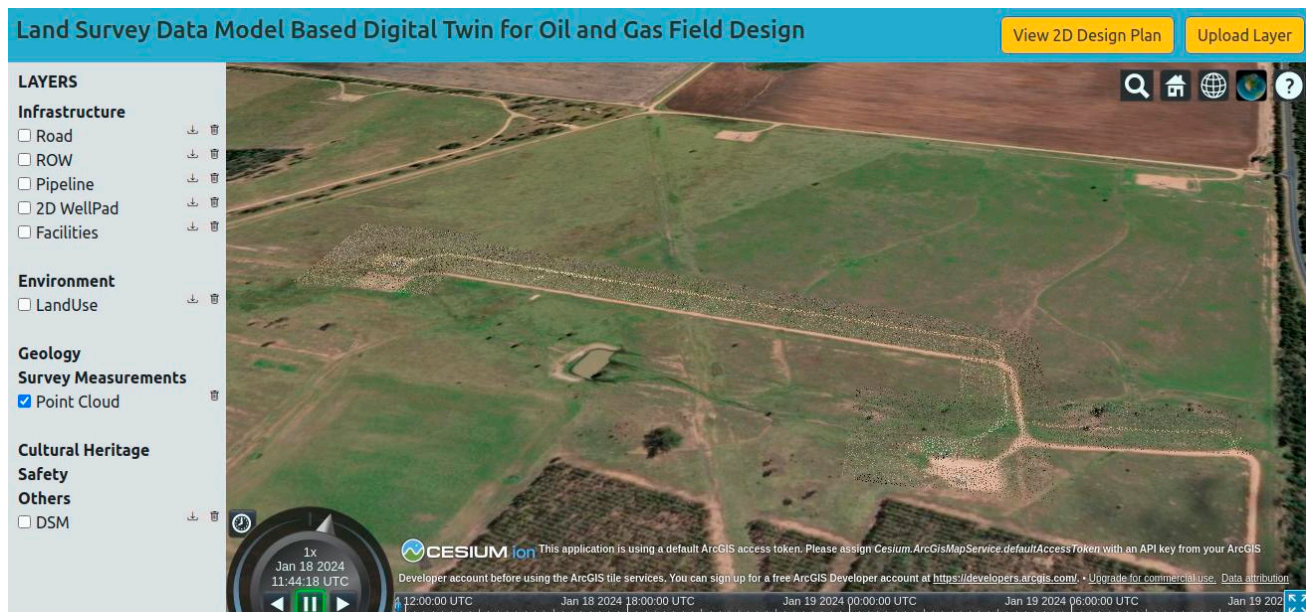 Land Survey Data Model Based Digital Twin for Oil and Gas Field Design
View 2D Design Plan
Upload Layer
LAYERS
Infrastructure
Road
ROW
Pipeline
2D WellPad
Facilities
Environment
LandUse
Geology
Survey Measurements
Point Cloud
Cultural Heritage
Safety
Others
DSM
?
1x
Jan 18 2024
11:44:18 UTC
CESIUM ion This application is using a default ArcGIS access token. Please assign Cesium.ArcGisMapService.defaultAccessToken with an API key from your ArcGIS
Developer account before using the ArcGIS tile services. You can sign up for a free ArcGIS Developer account at https://developers.arcgis.com/. • Upgrade for commercial use. Data attribution
4 12:00:00 UTC Jan 18 2024 18:00:00 UTC Jan 19 2024 00:00:00 UTC Jan 19 2024 06:00:00 UTC Jan 19 202